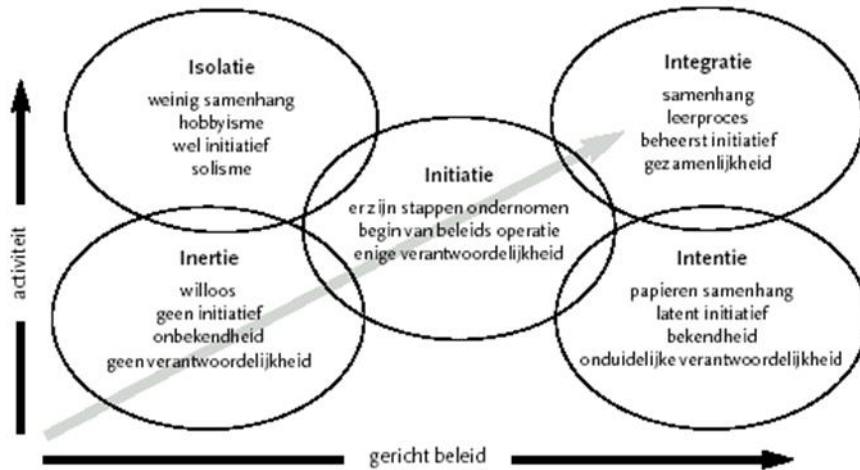 Isolatie
weinig samenhang
hobbyisme
wel initiatief
solisme
Integratie
samenhang
leerproces
beheerst initiatief
gezamenlijkheid
Initiatie
er zijn stappen ondernomen
begin van beleids operatie
enige verantwoordelijkheid
Inertie
willoos
geen initiatief
onbekendheid
geen verantwoordelijkheid
Intentie
papieren samenhang
latent initiatief
bekendheid
onduidelijke verantwoordelijkheid
activiteit
gericht beleid